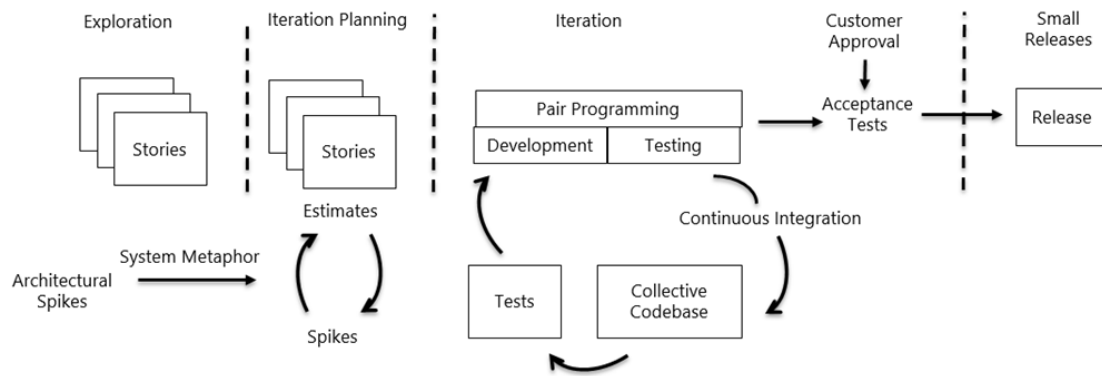 Exploration
Iteration Planning
Iteration
Customer
Approval
Small
Releases
Stories
Stories
Pair Programming
Development
Testing
Acceptance
Tests
Release
Estimates
Continuous Integration
System Metaphor
Architectural
Spikes
Spikes
Tests
Collective
Codebase